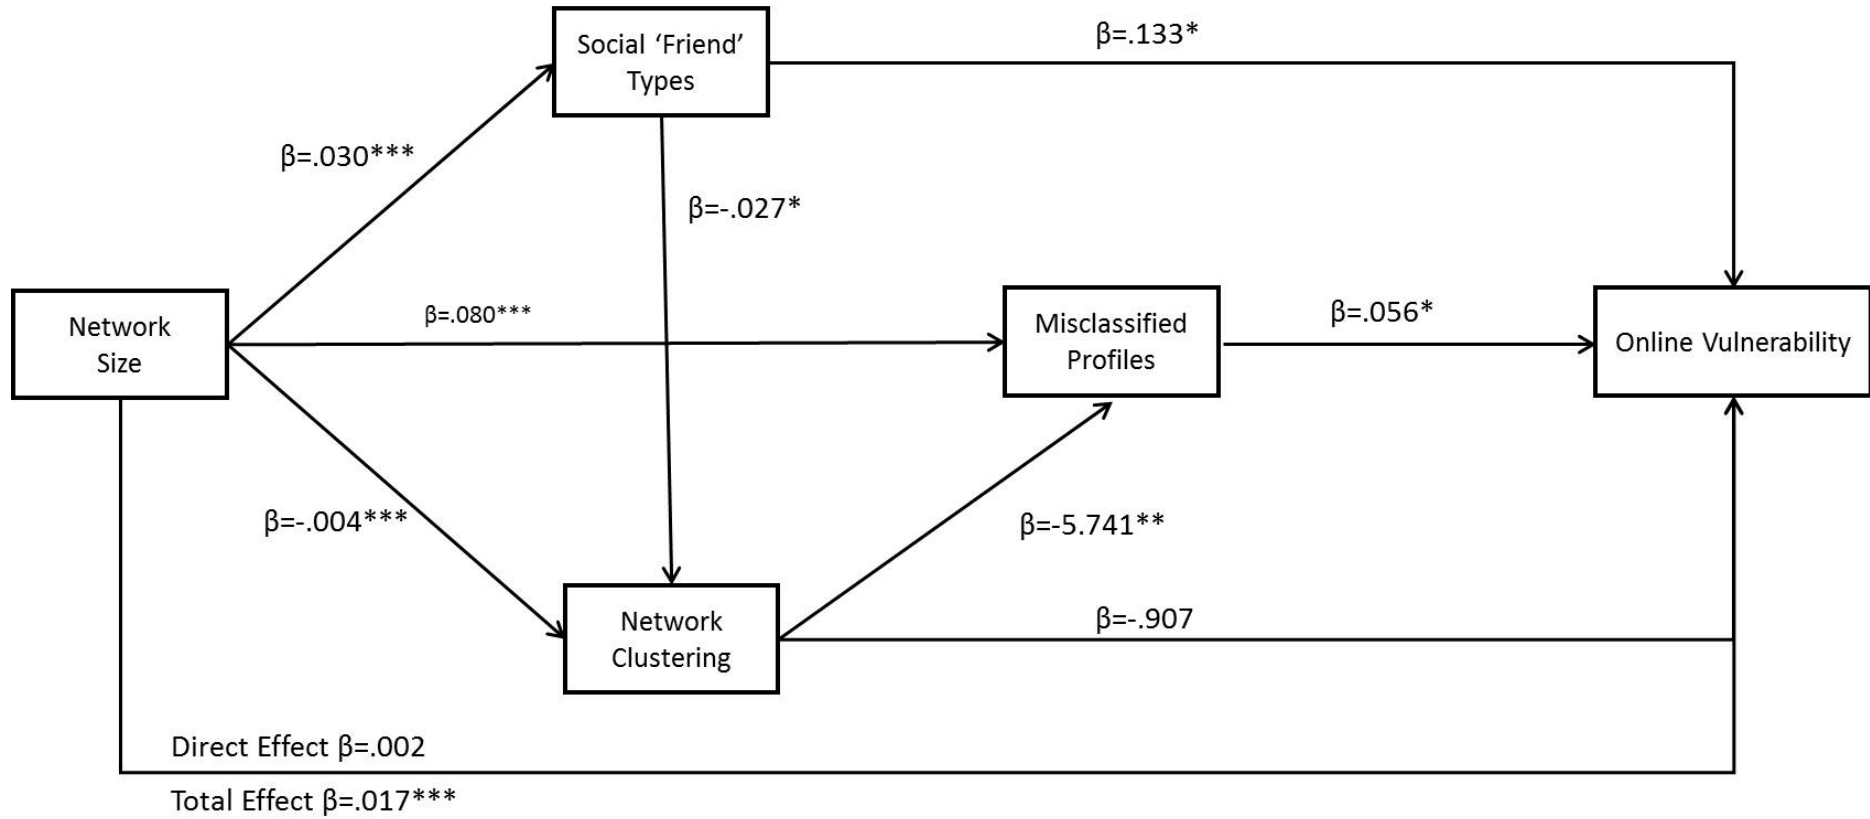 Social ‘Friend’
Types
β=.133*
β=.030***
β=-.027*
Network
Size
β=.080***
Misclassified
Profiles
β=.056*
Online Vulnerability
β=-.004***
β=-5.741**
Network
Clustering
β=-.907
Direct Effect β=.002
Total Effect β=.017***